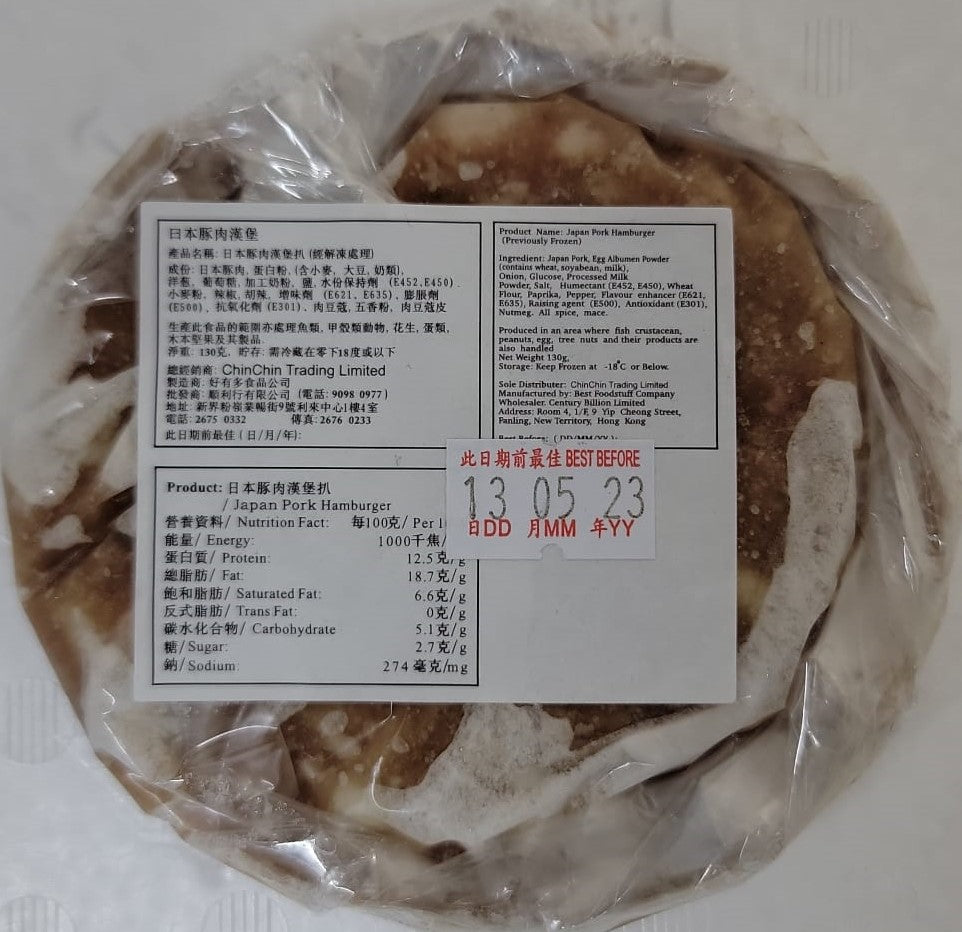 日本豚肉漢堡
產品名稱: 日本豚肉漢堡扒 (經解凍處理)
成份: 日本豚肉, 蛋白粉, (含小麥, 大豆, 奶類),
洋葱, 葡萄糖, 加工奶粉, 鹽, 水份保持劑 (E452,E450),
小麥粉, 辣椒, 胡辣, 增味劑 (E621、E635), 膨脹劑
(E500), 抗氧化劑 (E301)、肉豆蔻, 五香粉, 肉豆蔻皮
生產此食品的範圍亦處理魚類, 甲殼類動物, 花生, 蛋類,
木本堅果及其製品
淨重: 130克, 貯存: 需冷藏在零下18度或以下
總經銷商: ChinChin Trading Limited
製造商: 好有多食品公司
批發商: 順利行有限公司 (電話: 9098 0977)
地址: 新界粉嶺業暢街9號利來中心1樓4室
電話: 2675 0332 傳真: 2676 0233
此日期前最佳 (日/月/年):
Product Name: Japan Pork Hamburger
(Previously Frozen)
Ingredient: Japan Pork, Egg Albumen Powder
(contains wheat, soyabean, milk),
Onion, Glucose, Processed Milk
Powder, Salt, Humectant (E452, E450), Wheat
Flour, Paprika, Pepper, Flavour enhancer (E621,
E635), Raising agent (E500), Antioxidant (E301),
Nutmeg. All spice, mace.
Produced in an area where fish crustacean,
peanuts, egg, tree nuts and their products are
also handled
Net Weight 130g,
Storage: Keep Frozen at -18° or Below.
Sole Distributer: ChinChin Trading Limited
Manufactured by: Best Foodstuff Company
Wholesaler. Century Billion Limited
Address: Room 4, 1/F, 9 Yip Cheong Street,
Fanling, New Territory, Hong Kong
Best Before: (DD/MM/YY):
此日期前最佳 BEST BEFORE
13 05 23
日DD 月MM 年YY
Product: 日本豚肉漢堡扒
/ Japan Pork Hamburger
營養資料/ Nutrition Fact: 每100克/ Per 1
能量/ Energy: 1000千焦/
蛋白質/ Protein: 12.5克/g
總脂肪/ Fat: 18.7克/g
飽和脂肪/ Saturated Fat: 6.6克/g
反式脂肪/ Trans Fat: 0克/g
碳水化合物/ Carbohydrate 5.1克/g
糖/Sugar: 2.7克/g
鈉/Sodium: 274 毫克/mg